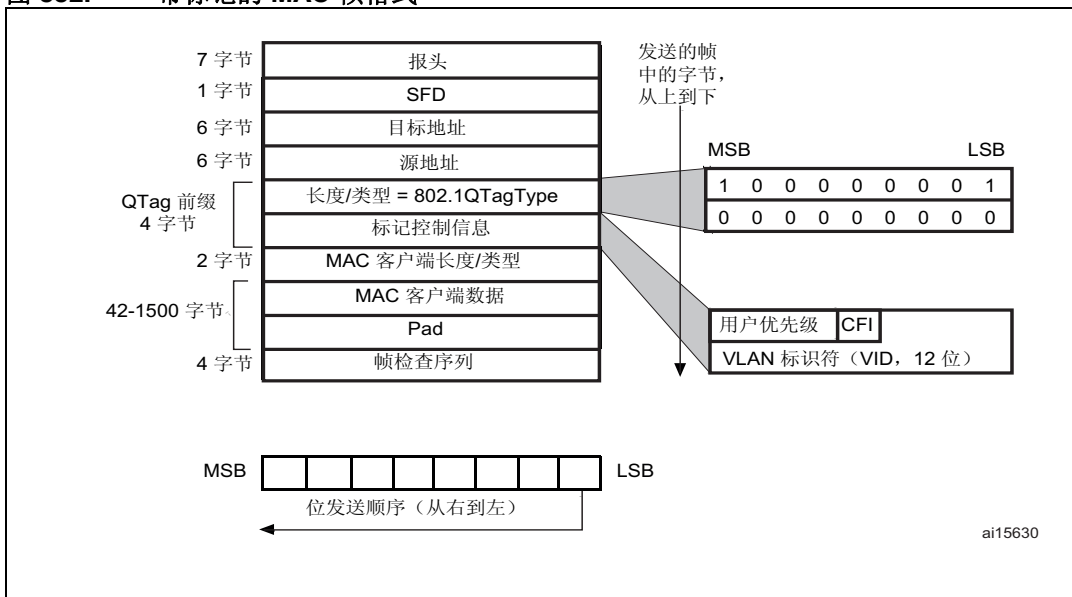 7 字节 报头
1 字节 SFD
6 字节 目标地址
6 字节 源地址
QTag 前缀
4 字节
长度/类型 = 802.1QTagType
标记控制信息
2 字节 MAC 客户端长度/类型
42-1500 字节
MAC 客户端数据
Pad
4 字节 帧检查序列
发送的帧
中的字节,
从上到下
MSB LSB
1 0 0 0 0 0 0 0 1
0 0 0 0 0 0 0 0 0
用户优先级 CFI
VLAN 标识符(VID,12 位)
MSB LSB
位发送顺序(从右到左)
ai15630